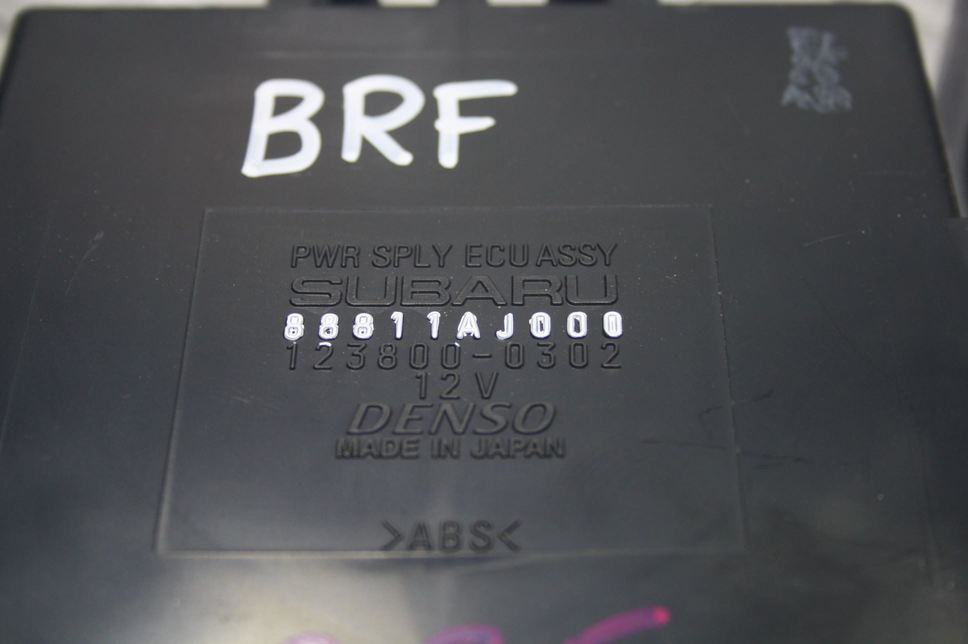 BRF
PWR SPLY ECU ASSY
SUBARU
88811AJ000
123800-0302
12V
DENSO
MADE IN JAPAN
>ABS<